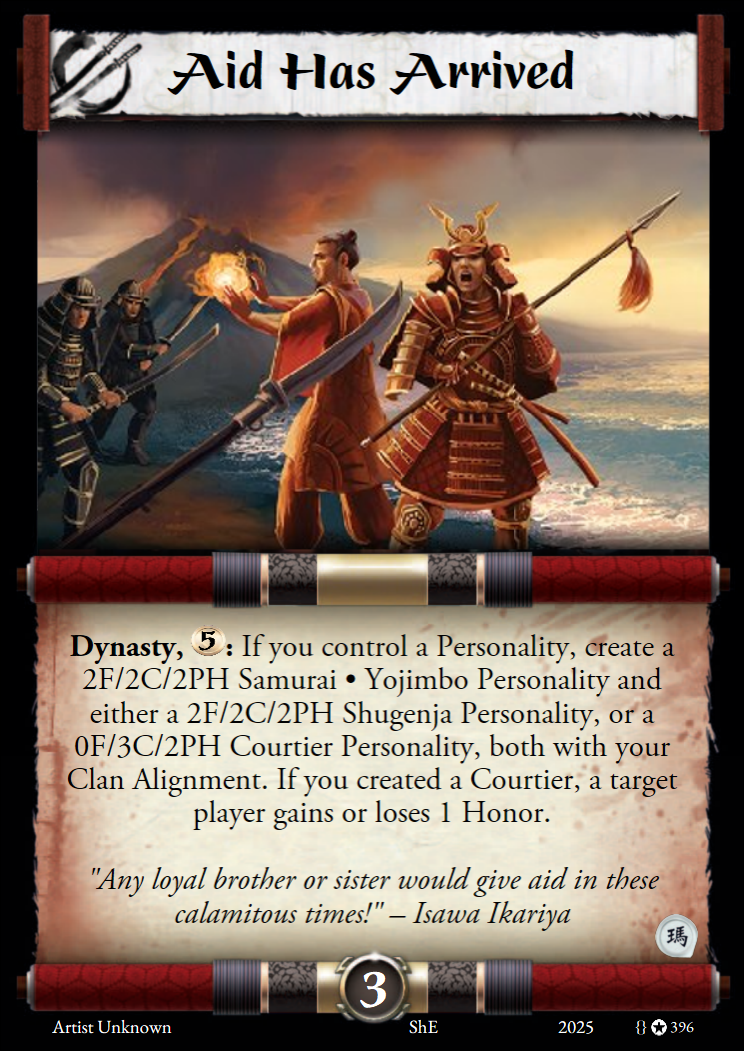 Aid Has Arrived
Dynasty, 5: If you control a Personality, create a
2F/2C/2PH Samurai • Yojimbo Personality and
either a 2F/2C/2PH Shugenja Personality, or a
0F/3C/2PH Courtier Personality, both with your
Clan Alignment. If you created a Courtier, a target
player gains or loses 1 Honor.
"Any loyal brother or sister would give aid in these
calamitous times!" – Isawa Ikariya
瑪
3
Artist Unknown ShE 2025 {} ✪ 396